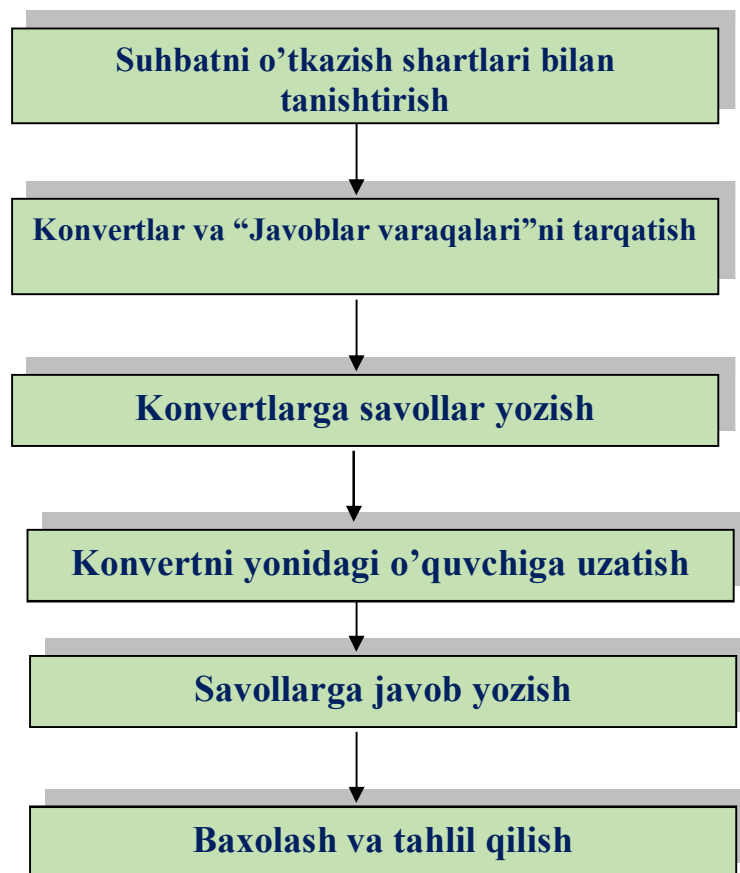 Suhbatni o’tkazish shartlari bilan
tanishtirish
Konvertlar va “Javoblar varaqalari”ni tarqatish
Konvertlarga savollar yozish
Konvertni yonidagi o’quvchiga uzatish
Savollarga javob yozish
Baxolash va tahlil qilish